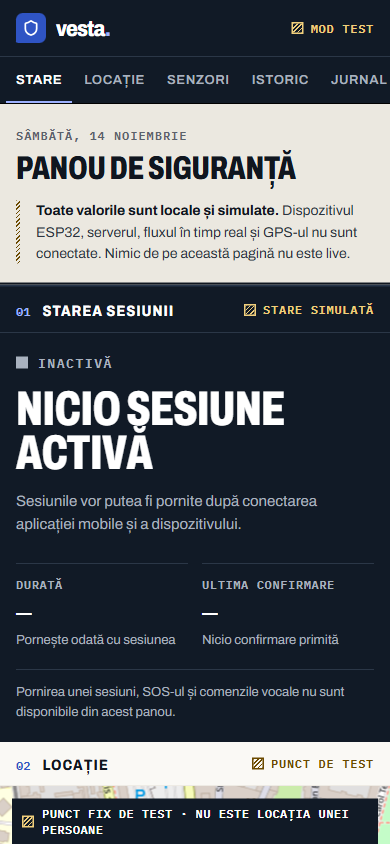 vesta.
MOD TEST
STARE LOCAȚIE SENZORI ISTORIC JURNAL
SÂMBĂTĂ, 14 NOIEMBRIE
PANOU DE SIGURANȚĂ
Toate valorile sunt locale și simulate. Dispozitivul
ESP32, serverul, fluxul în timp real și GPS-ul nu sunt
conectate. Nimic de pe această pagină nu este live.
01 STAREA SESIUNII
STARE SIMULATĂ
INACTIVĂ
NICIO SESIUNE
ACTIVĂ
Sesiunile vor putea fi pornite după conectarea
aplicației mobile și a dispozitivului.
DURATĂ
—
Pornește odată cu sesiunea
ULTIMA CONFIRMARE
—
Nicio confirmare primită
Pornirea unei sesiuni, SOS-ul și comenzile vocale nu sunt
disponibile din acest panou.
02 LOCAȚIE
PUNCT DE TEST
PUNCT FIX DE TEST · NU ESTE LOCAȚIA UNEI
PERSOANE